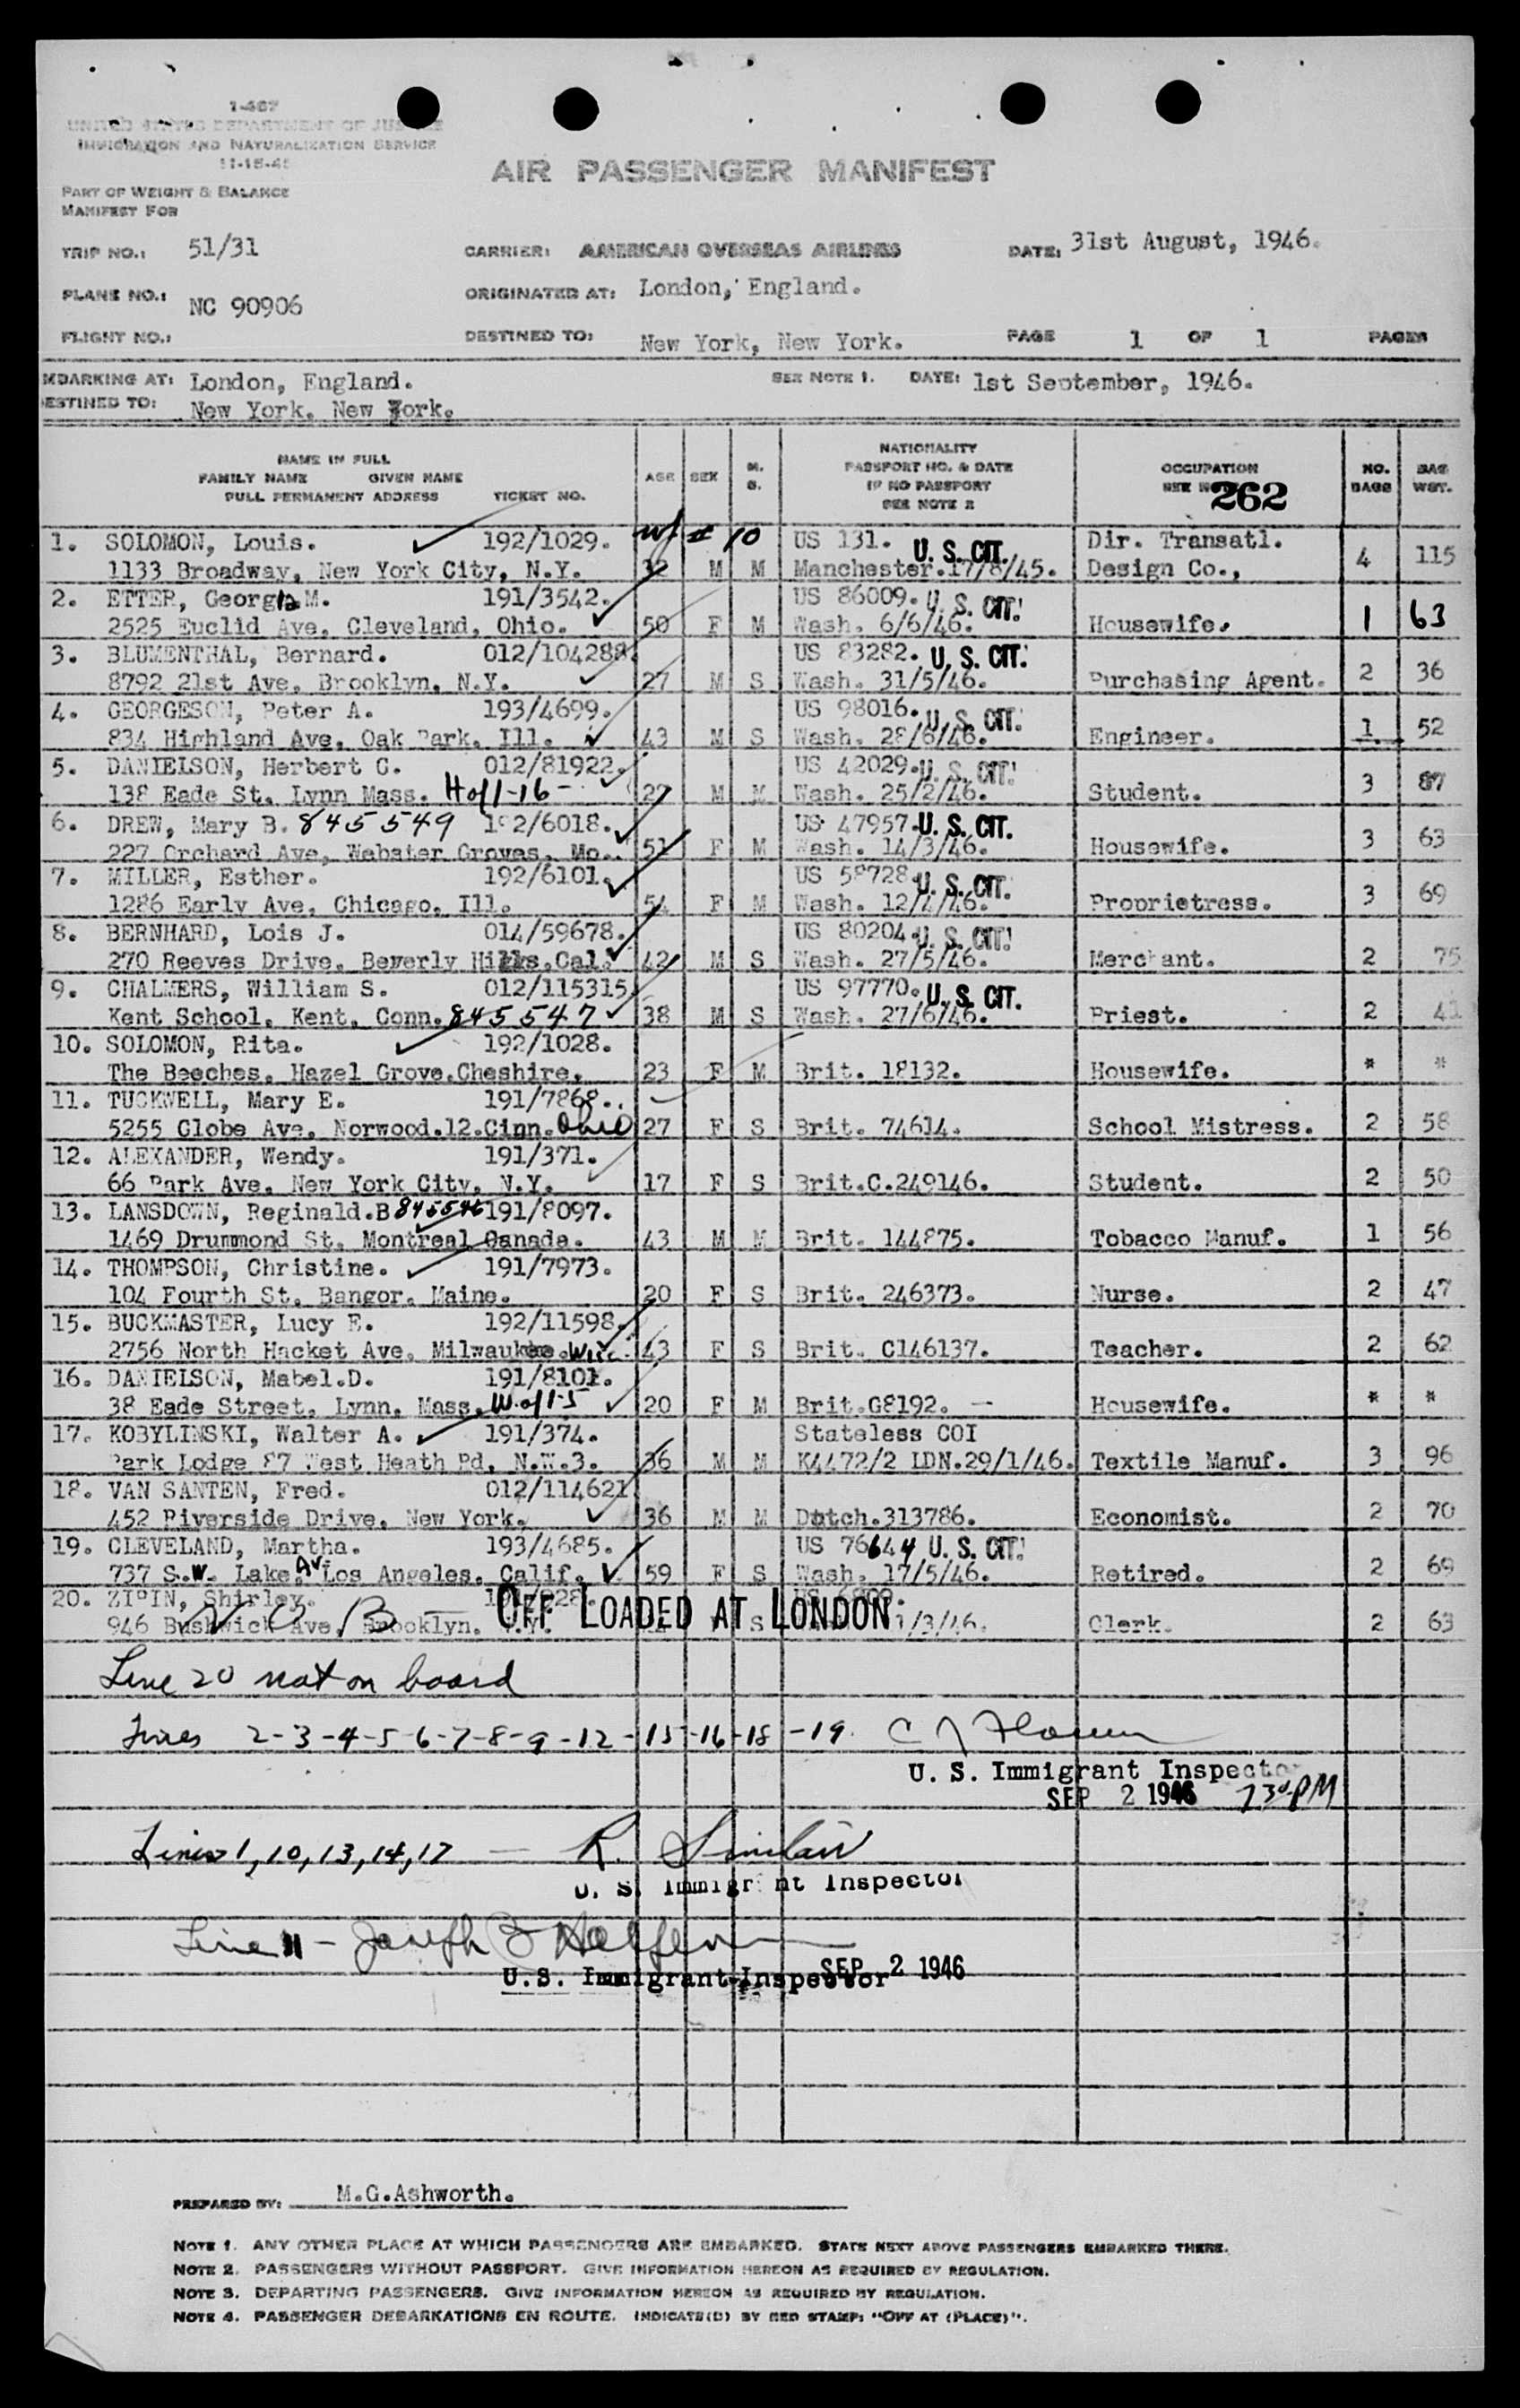 1-467
UNITED STATES DEPARTMENT OF JUSTICE
IMMIGRATION AND NATURALIZATION SERVICE
11-15-45
AIR PASSENGER MANIFEST
PART OF WEIGHT & BALANCE
MANIFEST FOR
TRIP NO.: 51/31 CARRIER: AMERICAN OVERSEAS AIRLINES DATE: 31st August, 1946.
PLANE NO.: NC 90906 ORIGINATED AT: London, England.
FLIGHT NO.: DESTINED TO: New York, New York. PAGE 1 OF 1 PAGES
MBARKING AT: London, England. SEE NOTE 1. DATE: 1st September, 1946.
ESTINED TO: New York, New York.
NAME IN FULL
FAMILY NAME GIVEN NAME
FULL PERMANENT ADDRESS TICKET NO. AGE SEX M. S. NATIONALITY PASSPORT NO. & DATE IF NO PASSPORT SEE NOTE 2 OCCUPATION SEE NOTE 262 NO. BAGS BAG WGT.
1. SOLOMON, Louis. 192/1029. w/ # 10 US 131. U. S. CIT. Dir. Transatl.
1133 Broadway, New York City, N.Y. 32 M M Manchester.17/8/45. Design Co., 4 115
2. ETTER, Georgia M. 191/3542. US 86009. U. S. CIT.
2525 Euclid Ave, Cleveland, Ohio. 50 F M Wash. 6/6/46. Housewife. 1 63
3. BLUMENTHAL, Bernard. 012/104288. US 83282. U. S. CIT.
8792 21st Ave, Brooklyn, N.Y. 27 M S Wash. 31/5/46. Purchasing Agent. 2 36
4. GEORGESON, Peter A. 193/4699. US 98016. U. S. CIT.
834 Highland Ave, Oak Park, Ill. 43 M S Wash. 28/6/46. Engineer. 1 52
5. DANIELSON, Herbert C. 012/81922. US 42029. U. S. CIT.
138 Eade St, Lynn Mass. H of 1-16- 27 M M Wash. 25/2/46. Student. 3 87
6. DREW, Mary B. 845549 192/6018. US 47957. U. S. CIT.
227 Orchard Ave, Webster Groves, Mo. 51 F M Wash. 14/3/46. Housewife. 3 63
7. MILLER, Esther. 192/6101. US 58728. U. S. CIT.
1286 Early Ave, Chicago, Ill. 54 F M Wash. 12/4/46. Proprietress. 3 69
8. BERNHARD, Lois J. 014/59678. US 80204. U. S. CIT.
270 Reeves Drive, Beverly Hills.Cal. 42 M S Wash. 27/5/46. Merchant. 2 75
9. CHALMERS, William S. 012/115315. US 97770. U. S. CIT.
Kent School, Kent, Conn. 845547 38 M S Wash. 27/6/46. Priest. 2 41
10. SOLOMON, Rita. 192/1028.
The Beeches, Hazel Grove.Cheshire. 23 F M Brit. 18132. Housewife. * *
11. TUCKWELL, Mary E. 191/7868.
5255 Globe Ave, Norwood.12.Cinn. Ohio 27 F S Brit. 74614. School Mistress. 2 58
12. ALEXANDER, Wendy. 191/371.
66 Park Ave, New York City, N.Y. 17 F S Brit.C.249146. Student. 2 50
13. LANSDOWN, Reginald.B 845546 191/8097.
1469 Drummond St, Montreal Canada. 43 M M Brit. 144875. Tobacco Manuf. 1 56
14. THOMPSON, Christine. 191/7973.
104 Fourth St, Bangor, Maine. 20 F S Brit. 246373. Nurse. 2 47
15. BUCKMASTER, Lucy E. 192/11598.
2756 North Hacket Ave, Milwaukee. Wisc. 43 F S Brit. C146137. Teacher. 2 62
16. DANIELSON, Mabel.D. 191/8101.
38 Eade Street, Lynn, Mass. W. of 1-5 20 F M Brit.G8192. Housewife. * *
17. KOBYLINSKI, Walter A. 191/374. Stateless COI
Park Lodge 87 West Heath Rd, N.W.3. 36 M M K4472/2 LDN.29/1/46. Textile Manuf. 3 96
18. VAN SANTEN, Fred. 012/114621
452 Riverside Drive, New York. 36 M M Dutch.313786. Economist. 2 70
19. CLEVELAND, Martha. 193/4685. US 76644 U. S. CIT.
737 S.W. Lake Av. Los Angeles, Calif. 59 F S Wash. 17/5/46. Retired. 2 69
20. ZIPIN, Shirley.
946 Bushwick Ave, Brooklyn. N.Y. S /3/46. Clerk. 2 63
N O B - OFF LOADED AT LONDON
Line 20 not on board
Lines 2-3-4-5-6-7-8-9-12-15-16-18-19.
U. S. Immigrant Inspector
SEP 2 1946 7 30 PM
Lines 1, 10, 13, 14, 17 - R. Sinclair
U. S. Immigrant Inspector
Line 11 - Joseph
U.S. Immigrant Inspector SEP 2 1946
PREPARED BY: M.G.Ashworth.
NOTE 1. ANY OTHER PLACE AT WHICH PASSENGERS ARE EMBARKED. STATE NEXT ABOVE PASSENGERS EMBARKED THERE.
NOTE 2. PASSENGERS WITHOUT PASSPORT. GIVE INFORMATION HEREON AS REQUIRED BY REGULATION.
NOTE 3. DEPARTING PASSENGERS. GIVE INFORMATION HEREON AS REQUIRED BY REGULATION.
NOTE 4. PASSENGER DEBARKATIONS EN ROUTE. INDICATE(D) BY RED STAMP: "OFF AT (PLACE)".